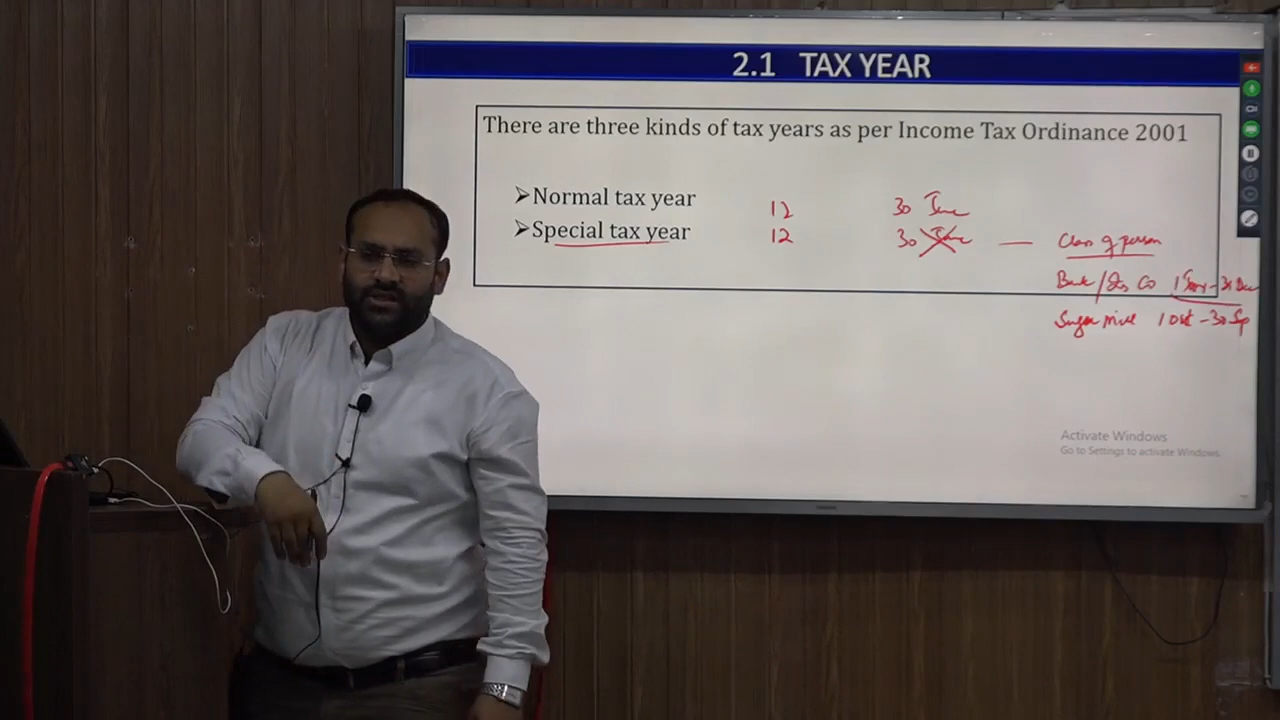 2.1 TAX YEAR
There are three kinds of tax years as per Income Tax Ordinance 2001
➢Normal tax year 12 30 June
➢Special tax year 12 30 June — Class of person
Bank / Ins Co 1 Jan - 31 Dec
Sugar mill 1 Oct - 30 Sep
Activate Windows
Go to Settings to activate Windows.